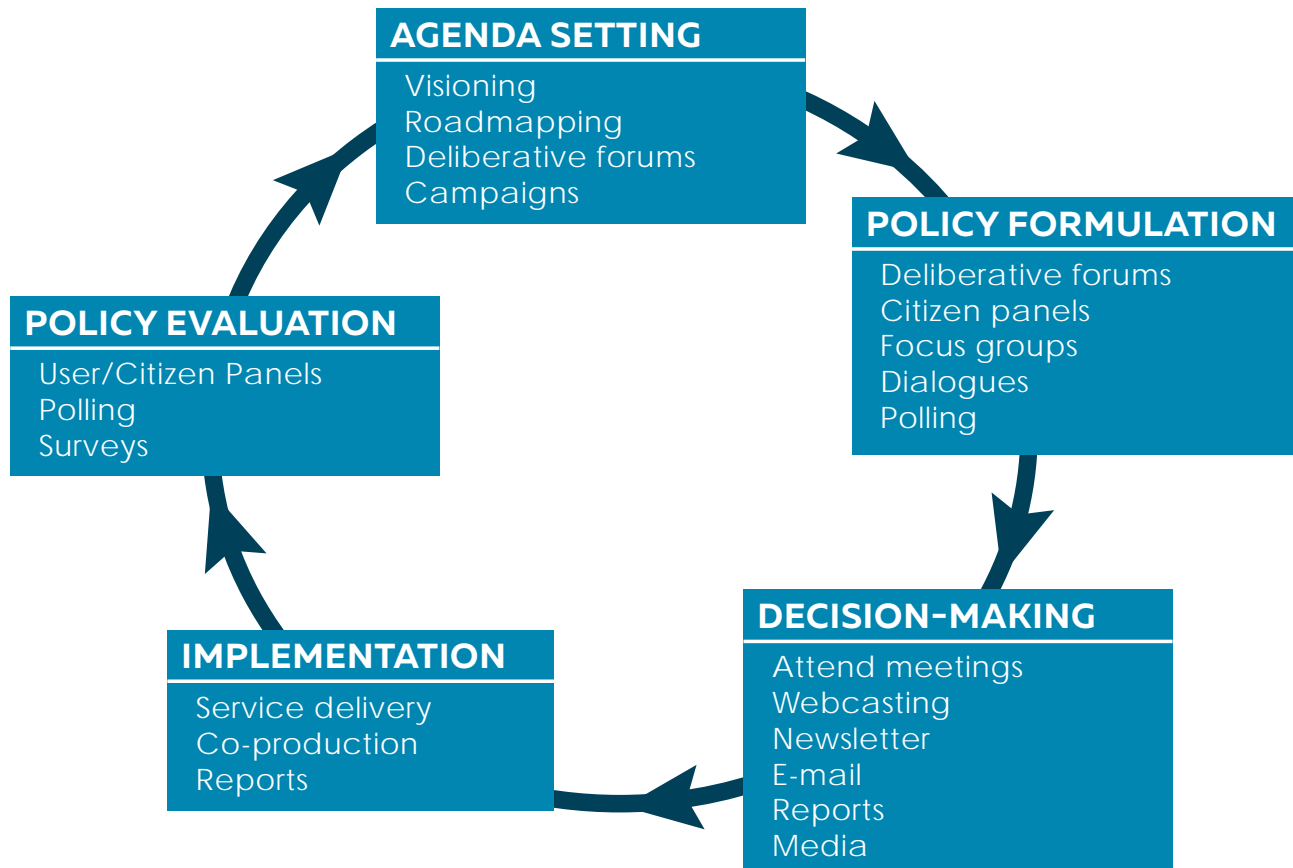 AGENDA SETTING
Visioning
Roadmapping
Deliberative forums
Campaigns
POLICY FORMULATION
Deliberative forums
Citizen panels
Focus groups
Dialogues
Polling
DECISION-MAKING
Attend meetings
Webcasting
Newsletter
E-mail
Reports
Media
IMPLEMENTATION
Service delivery
Co-production
Reports
POLICY EVALUATION
User/Citizen Panels
Polling
Surveys